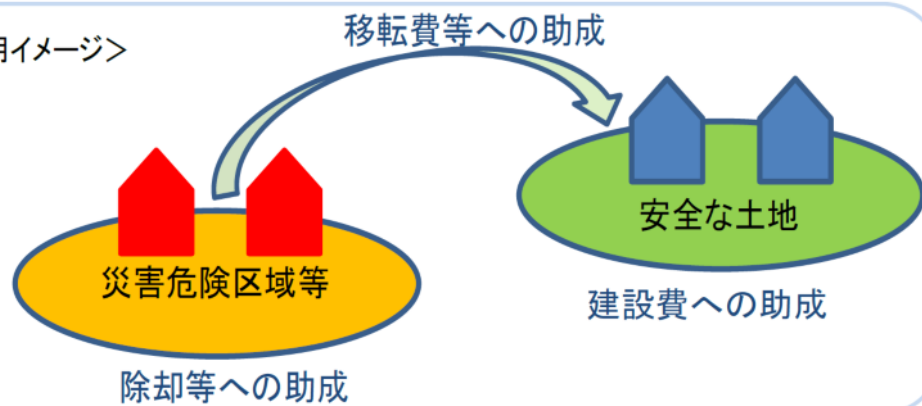 用イメージ＞
移転費等への助成
安全な土地
災害危険区域等
建設費への助成
除却等への助成